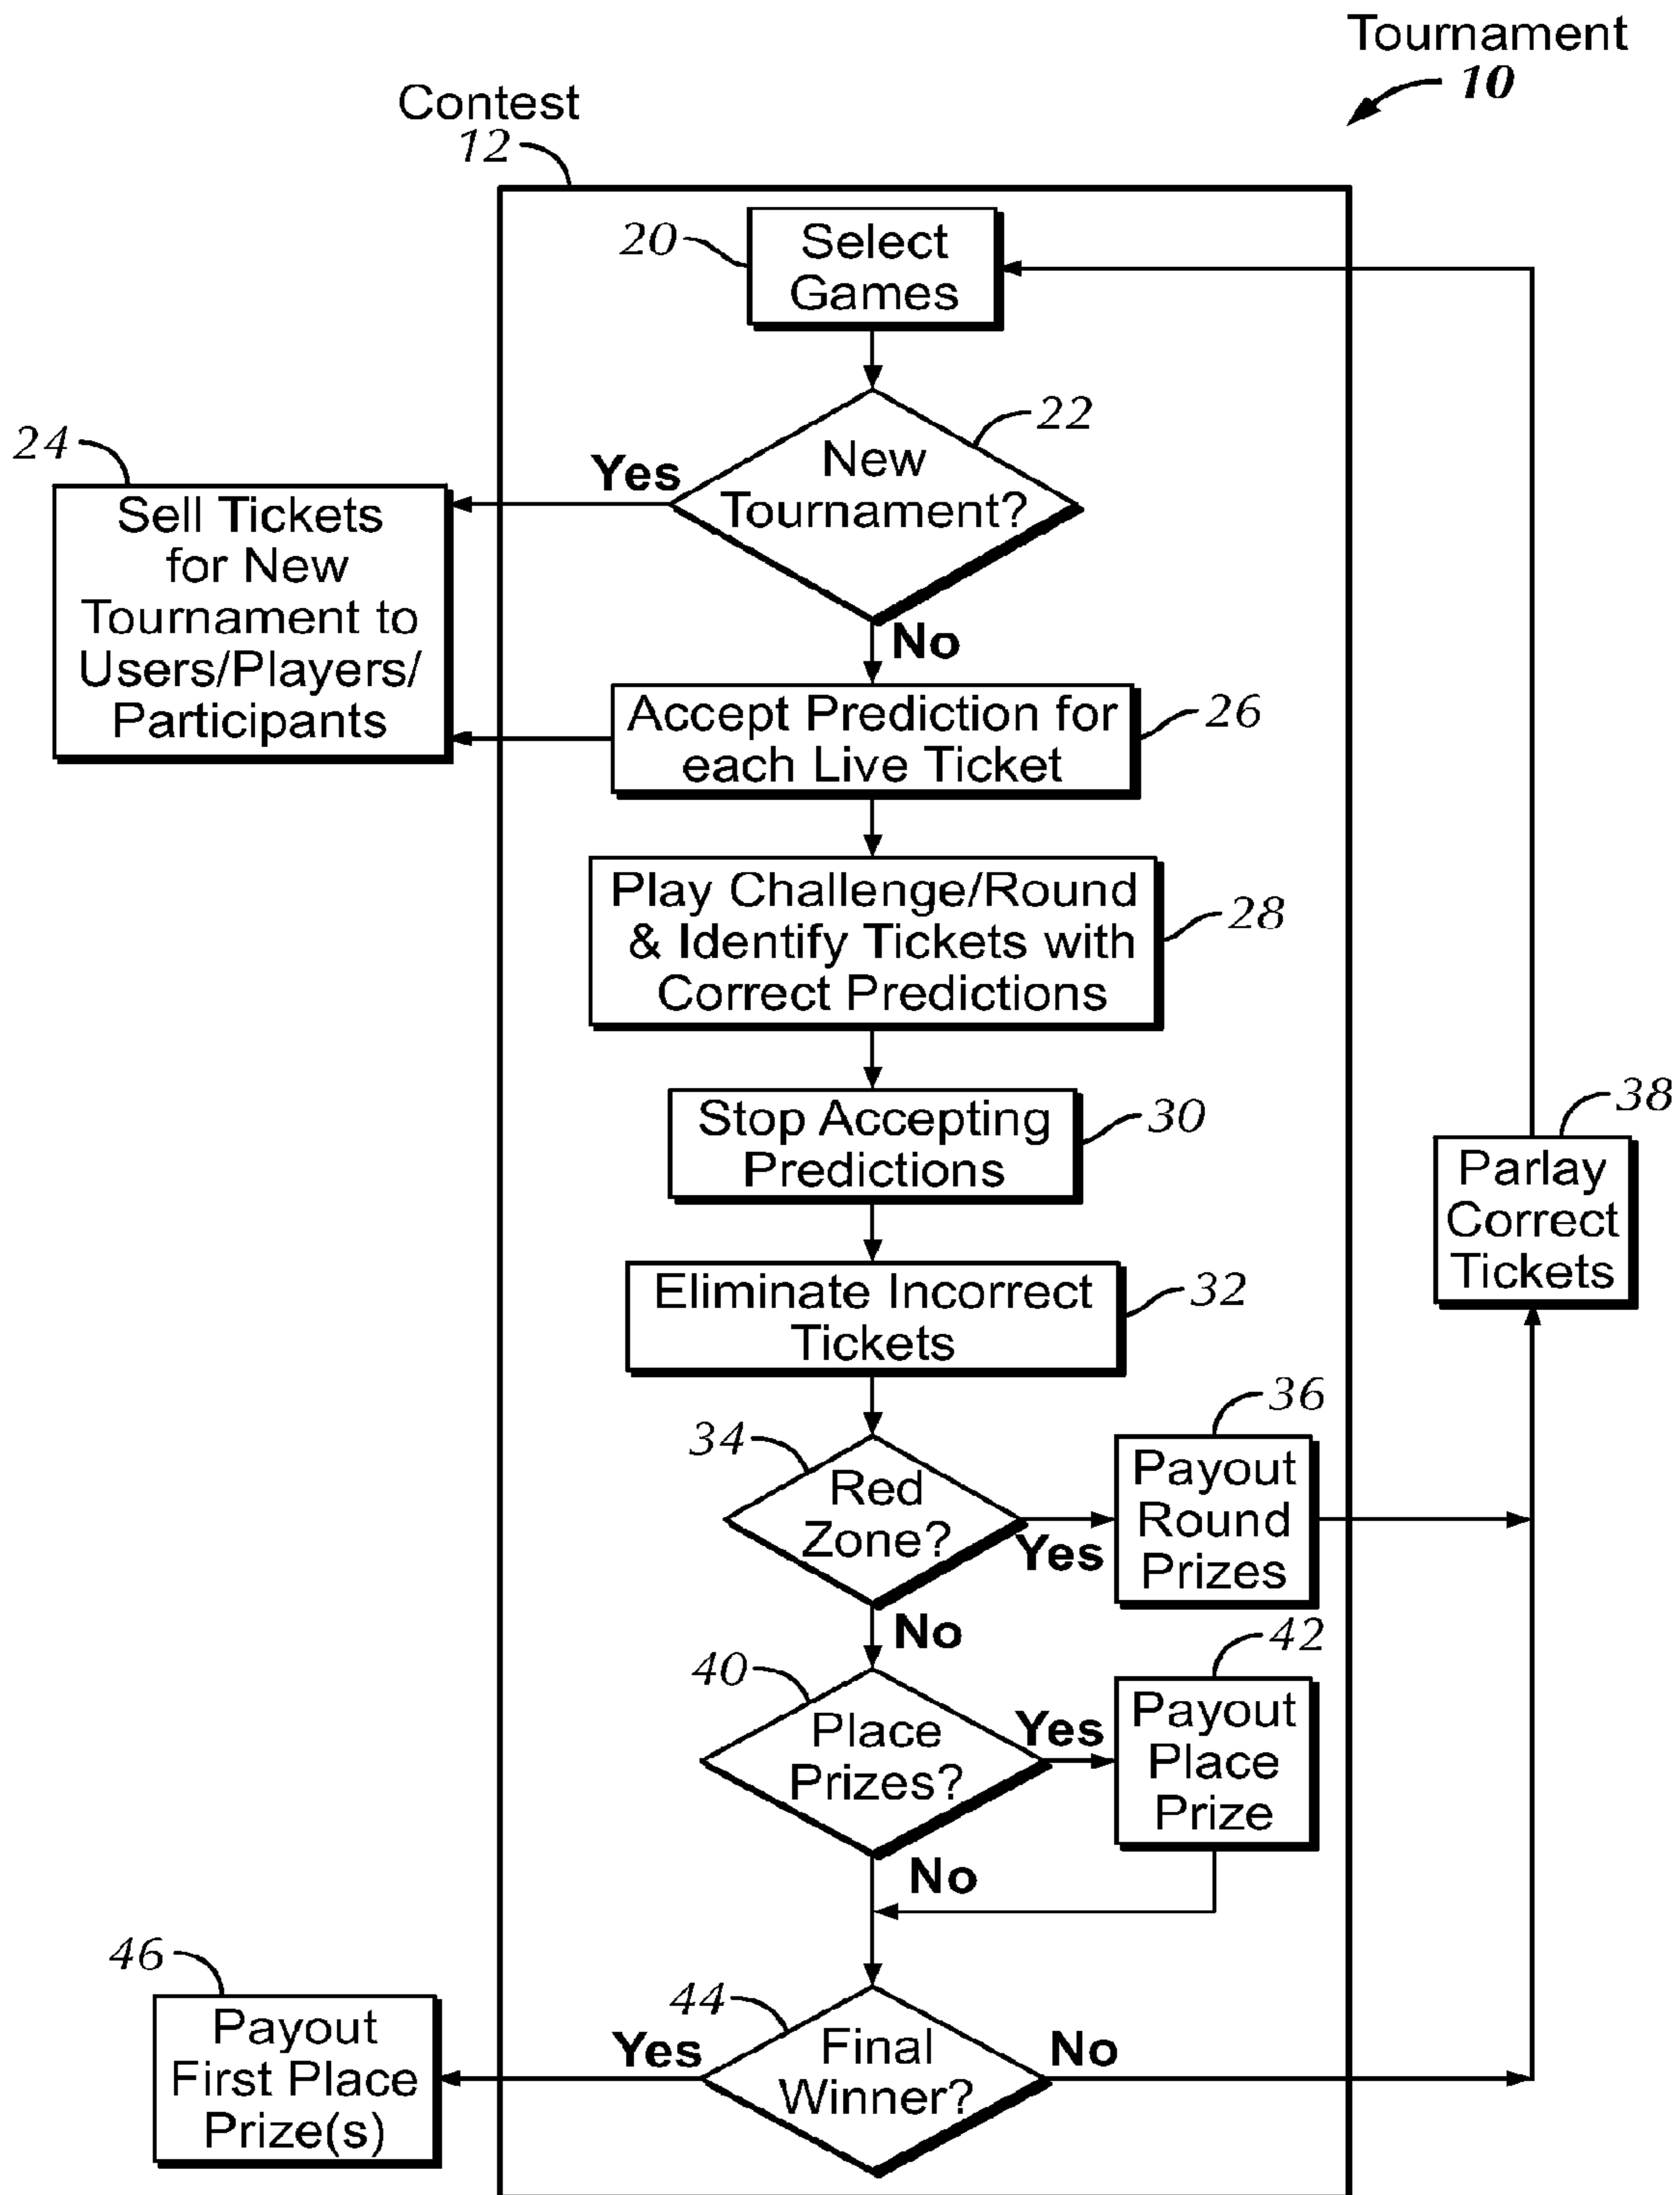 Tournament
10
Contest
12
20
Select
Games
22
New
Tournament?
Yes
No
24
Sell Tickets
for New
Tournament to
Users/Players/
Participants
Accept Prediction for
each Live Ticket
26
Play Challenge/Round
& Identify Tickets with
Correct Predictions
28
Stop Accepting
Predictions
30
38
Parlay
Correct
Tickets
Eliminate Incorrect
Tickets
32
34
Red
Zone?
Yes
No
36
Payout
Round
Prizes
40
Place
Prizes?
Yes
No
42
Payout
Place
Prize
44
Final
Winner?
Yes
No
46
Payout
First Place
Prize(s)